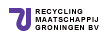 RECYCLING
MAATSCHAPPIJ
GRONINGEN BV